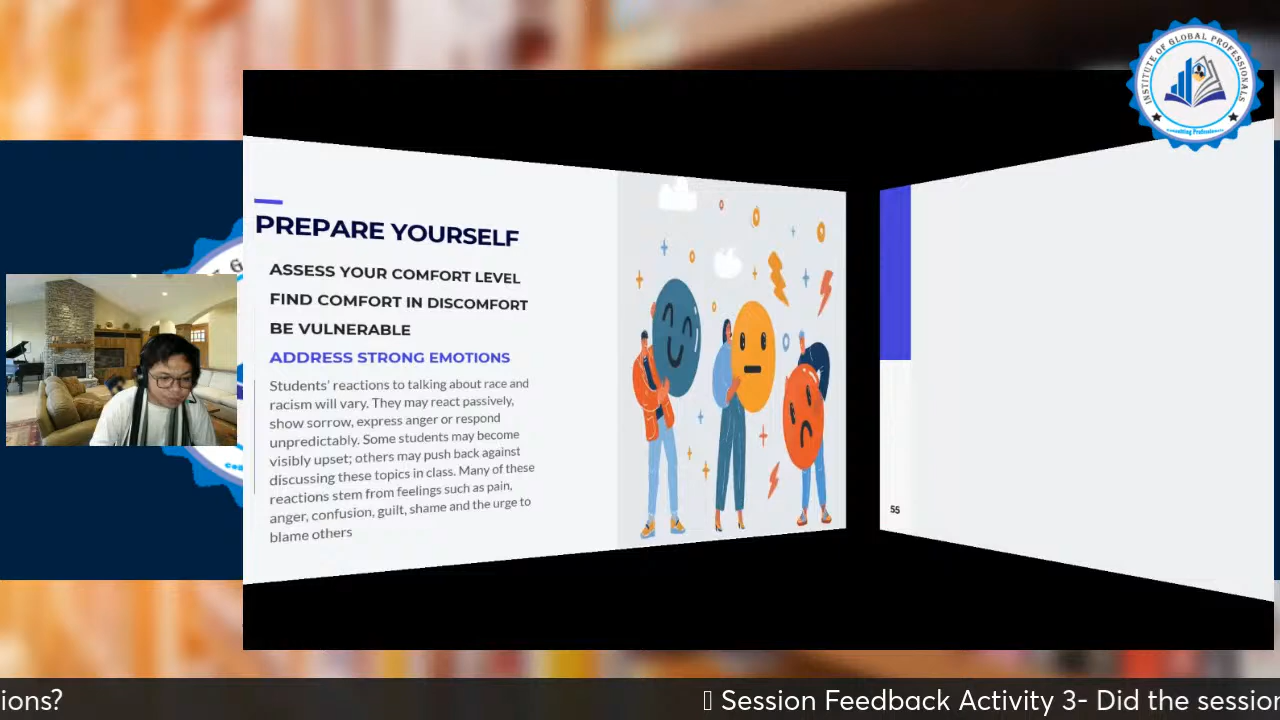 INSTITUTE OF GLOBAL PROFESSIONALS
Consulting Professionals
PREPARE YOURSELF
ASSESS YOUR COMFORT LEVEL
FIND COMFORT IN DISCOMFORT
BE VULNERABLE
ADDRESS STRONG EMOTIONS
Students' reactions to talking about race and
racism will vary. They may react passively,
show sorrow, express anger or respond
unpredictably. Some students may become
visibly upset; others may push back against
discussing these topics in class. Many of these
reactions stem from feelings such as pain,
anger, confusion, guilt, shame and the urge to
blame others
55
ions?
Session Feedback Activity 3- Did the session